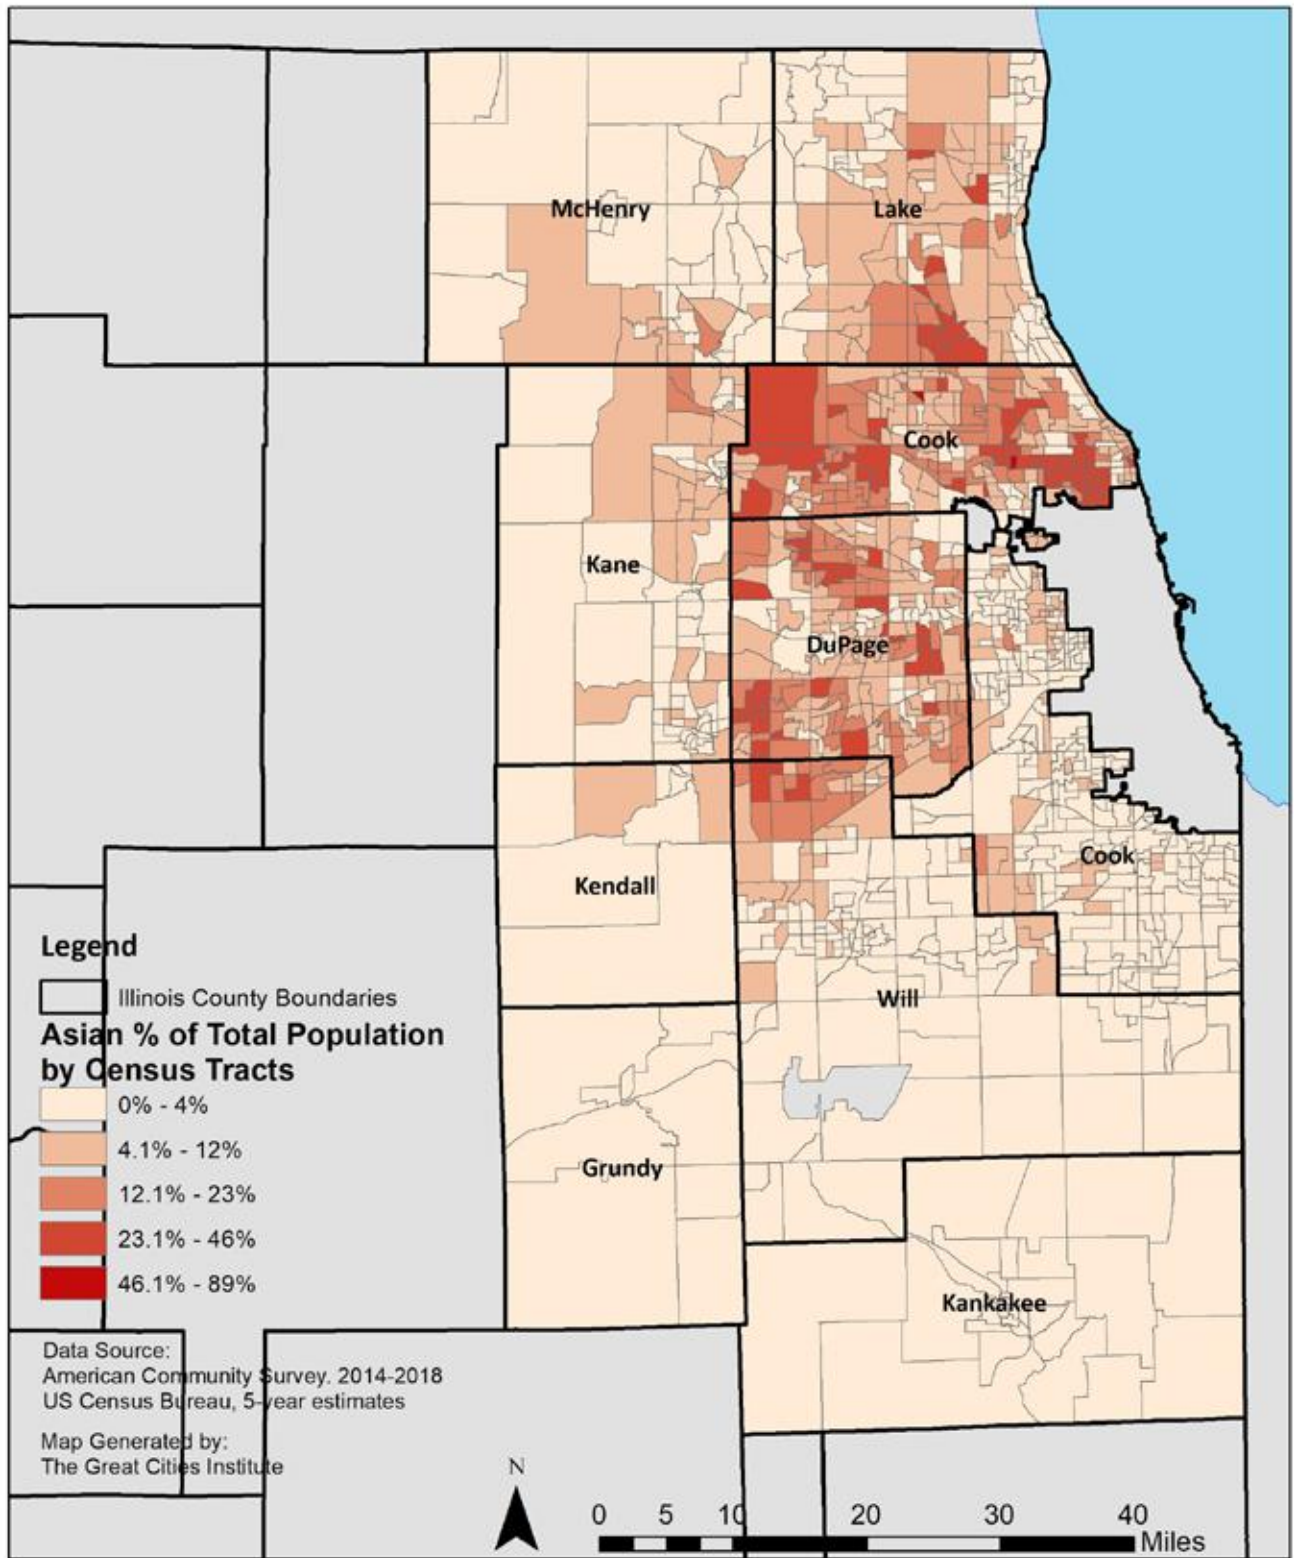 McHenry
Lake
Cook
Kane
DuPage
Cook
Kendall
Will
Grundy
Kankakee
Legend
Illinois County Boundaries
Asian % of Total Population
by Census Tracts
0% - 4%
4.1% - 12%
12.1% - 23%
23.1% - 46%
46.1% - 89%
Data Source:
American Community Survey. 2014-2018
US Census Bureau, 5-year estimates
Map Generated by:
The Great Cities Institute
N
0 5 10 20 30 40
Miles